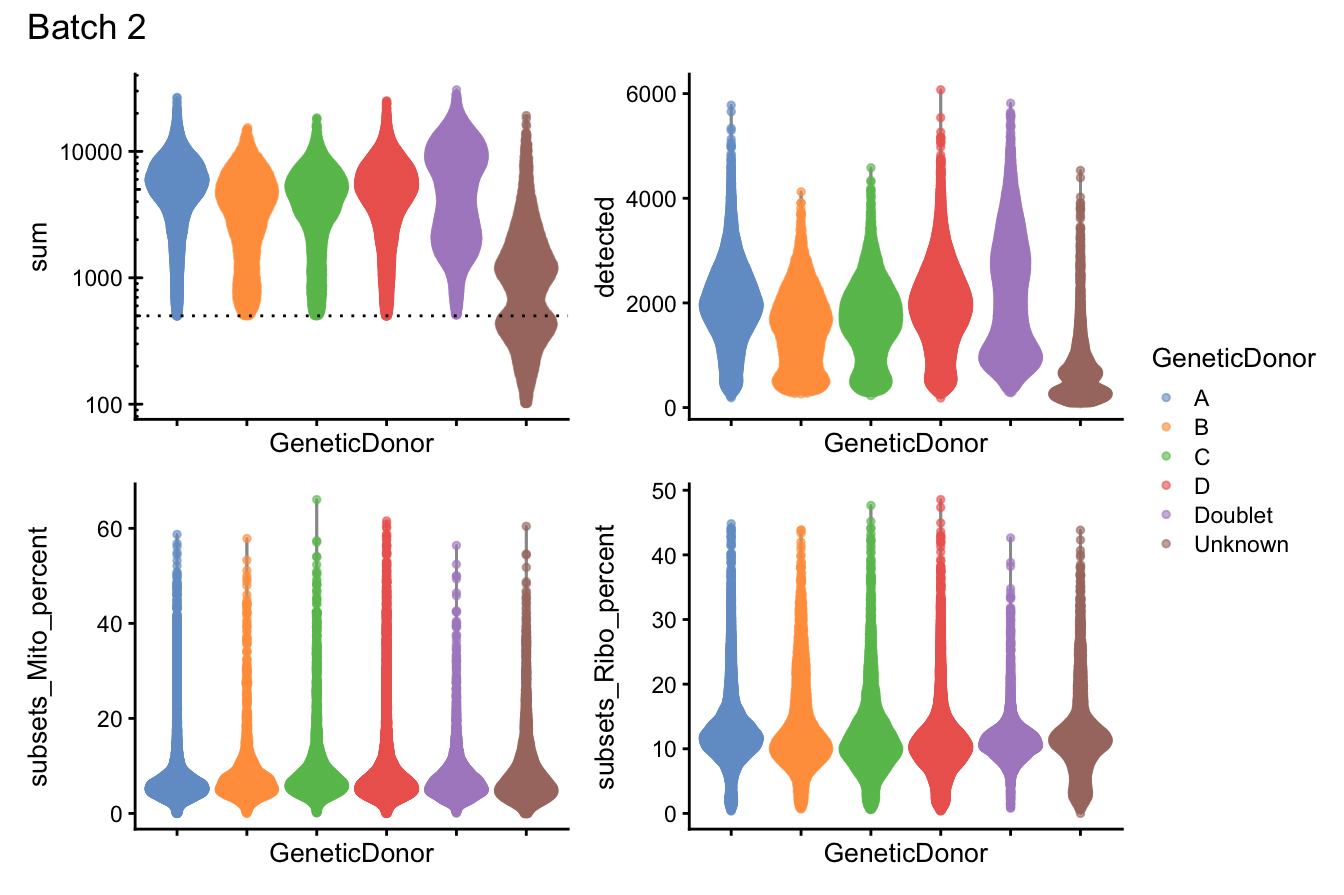 Batch 2
sum
10000
1000
100
GeneticDonor
detected
6000
4000
2000
0
GeneticDonor
subsets_Mito_percent
60
40
20
0
GeneticDonor
subsets_Ribo_percent
50
40
30
20
10
0
GeneticDonor
GeneticDonor
A
B
C
D
Doublet
Unknown